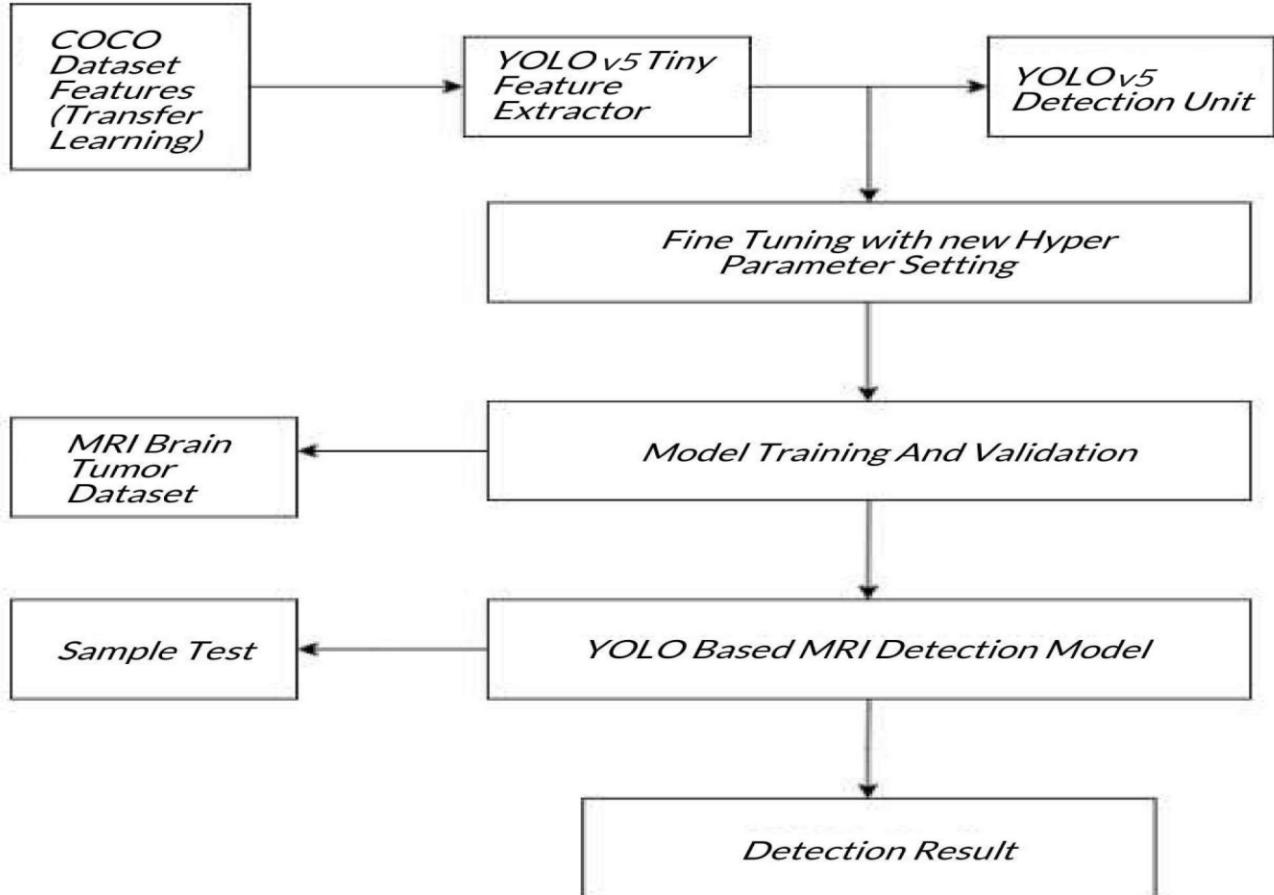 COCO
Dataset
Features
(Transfer
Learning)
YOLO v5 Tiny
Feature
Extractor
YOLO v5
Detection Unit
Fine Tuning with new Hyper
Parameter Setting
MRI Brain
Tumor
Dataset
Model Training And Validation
Sample Test
YOLO Based MRI Detection Model
Detection Result